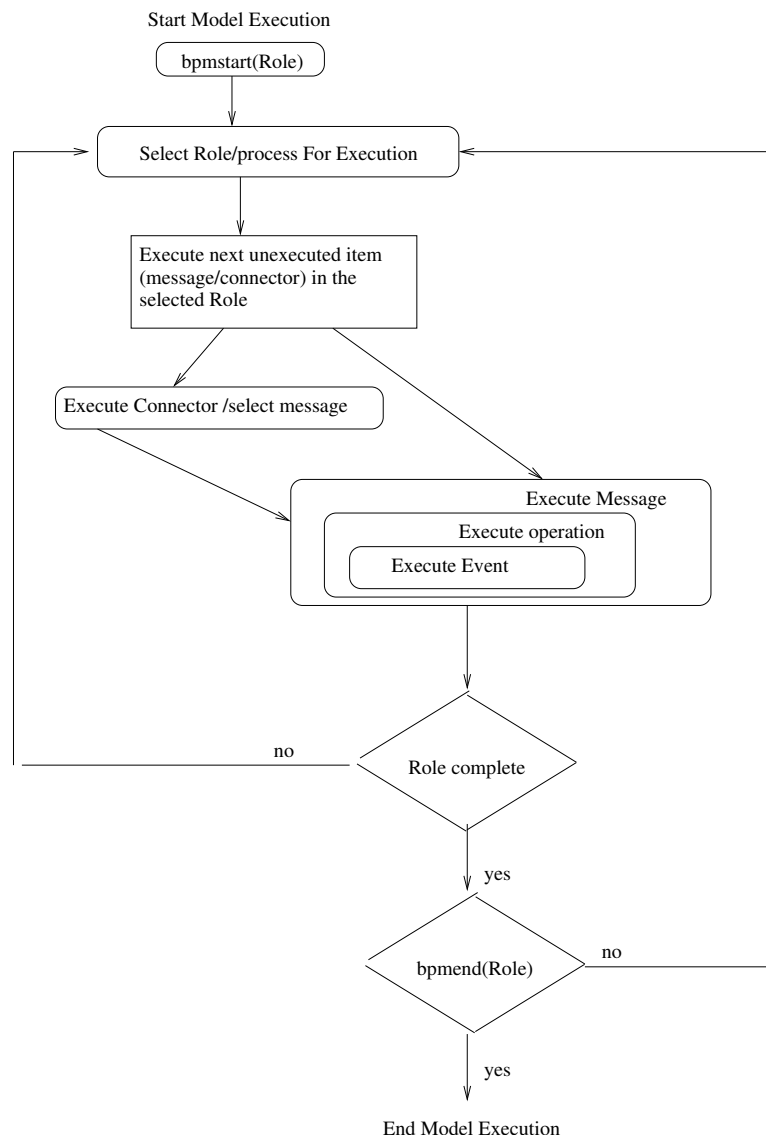 Start Model Execution
bpmstart(Role)
Select Role/process For Execution
Execute next unexecuted item
(message/connector) in the
selected Role
Execute Connector /select message
Execute Message
Execute operation
Execute Event
no
Role complete
yes
no
bpmend(Role)
yes
End Model Execution